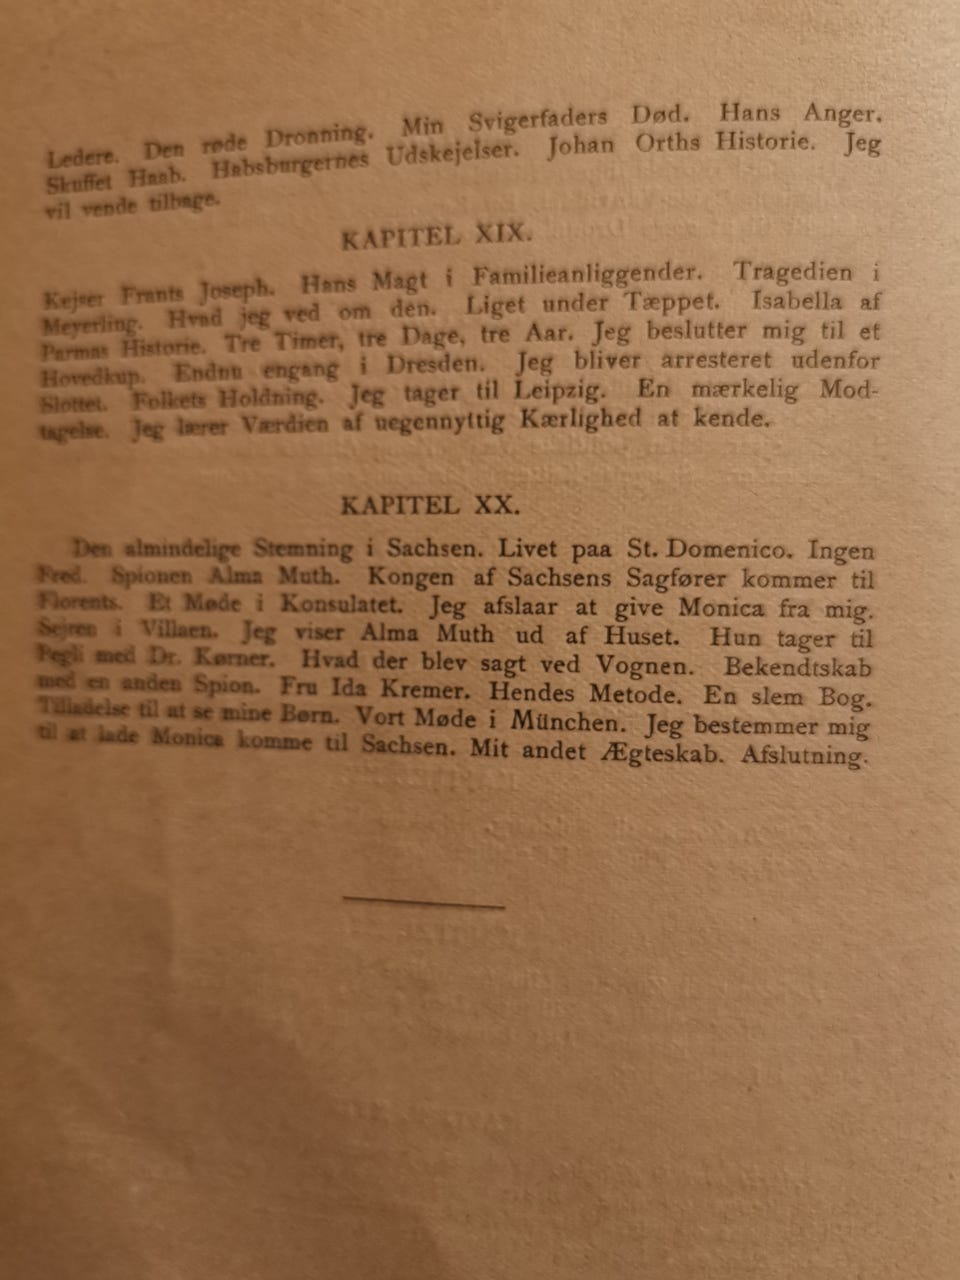 Ledere. Den røde Dronning. Min Svigerfaders Død. Hans Anger.
Skuffet Haab. Habsburgernes Udskejelser. Johan Orths Historie. Jeg
vil vende tilbage.
KAPITEL XIX.
Kejser Frants Joseph. Hans Magt i Familieanliggender. Tragedien i
Meyerling. Hvad jeg ved om den. Liget under Tæppet. Isabella af
Parmas Historie. Tre Timer, tre Dage, tre Aar. Jeg beslutter mig til et
Hovedkup. Endnu engang i Dresden. Jeg bliver arresteret udenfor
Slottet. Folkets Holdning. Jeg tager til Leipzig. En mærkelig Mod-
tagelse. Jeg lærer Værdien af uegennyttig Kærlighed at kende.
KAPITEL XX.
Den almindelige Stemning i Sachsen. Livet paa St. Domenico. Ingen
Fred. Spionen Alma Muth. Kongen af Sachsens Sagfører kommer til
Florents. Et Møde i Konsulatet. Jeg afslaar at give Monica fra mig.
Sejren i Villaen. Jeg viser Alma Muth ud af Huset. Hun tager til
Pegli med Dr. Kørner. Hvad der blev sagt ved Vognen. Bekendtskab
med en anden Spion. Fru Ida Kremer. Hendes Metode. En slem Bog.
Tilladelse til at se mine Børn. Vort Møde i München. Jeg bestemmer mig
til at lade Monica komme til Sachsen. Mit andet Ægteskab. Afslutning.